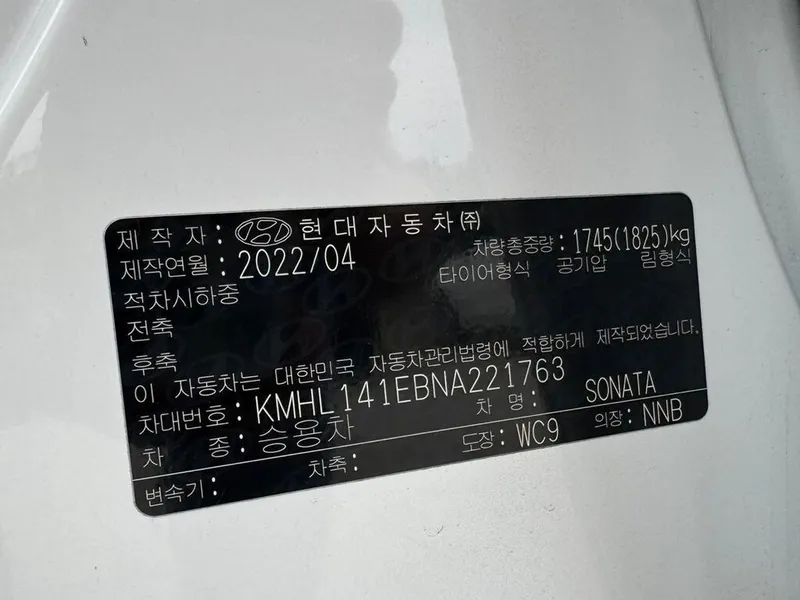 제 작 자 : 현대자동차㈜
제작연월 : 2022/04 차량총중량 : 1745(1825)kg
적차시하중 타이어형식 공기압 림형식
전축
후축
이 자동차는 대한민국 자동차관리법령에 적합하게 제작되었습니다.
차대번호 : KMHL141EBNA221763
차 종 : 승용차 차 명 : SONATA
변속기 : 차축 : 도장 : WC9 의장 : NNB